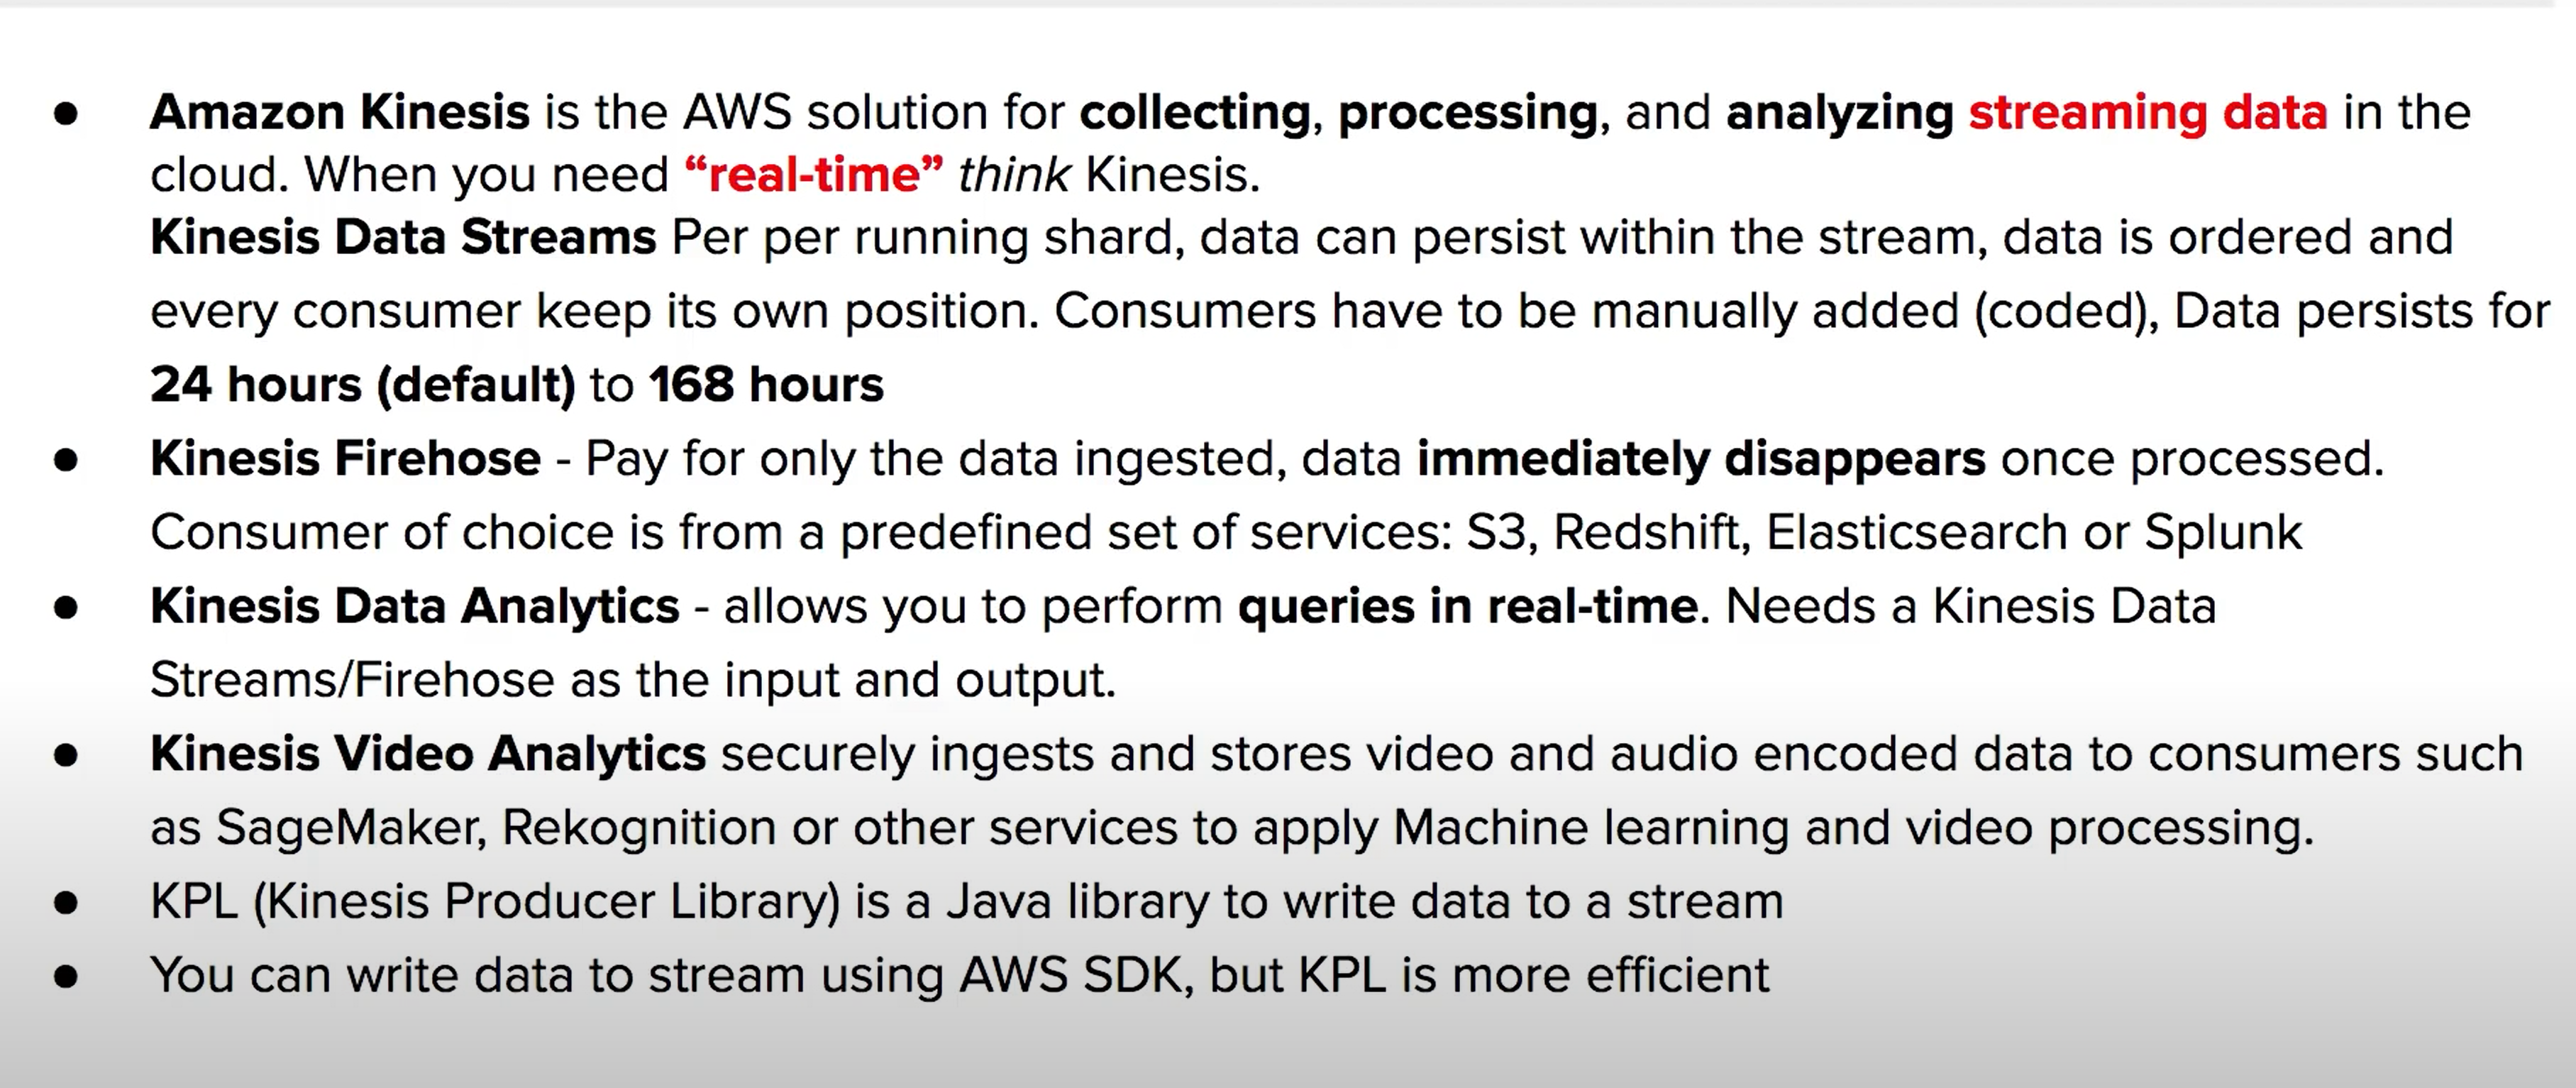 ● Amazon Kinesis is the AWS solution for collecting, processing, and analyzing streaming data in the
cloud. When you need “real-time” think Kinesis.
Kinesis Data Streams Per per running shard, data can persist within the stream, data is ordered and
every consumer keep its own position. Consumers have to be manually added (coded), Data persists for
24 hours (default) to 168 hours
● Kinesis Firehose - Pay for only the data ingested, data immediately disappears once processed.
Consumer of choice is from a predefined set of services: S3, Redshift, Elasticsearch or Splunk
● Kinesis Data Analytics - allows you to perform queries in real-time. Needs a Kinesis Data
Streams/Firehose as the input and output.
● Kinesis Video Analytics securely ingests and stores video and audio encoded data to consumers such
as SageMaker, Rekognition or other services to apply Machine learning and video processing.
● KPL (Kinesis Producer Library) is a Java library to write data to a stream
● You can write data to stream using AWS SDK, but KPL is more efficient